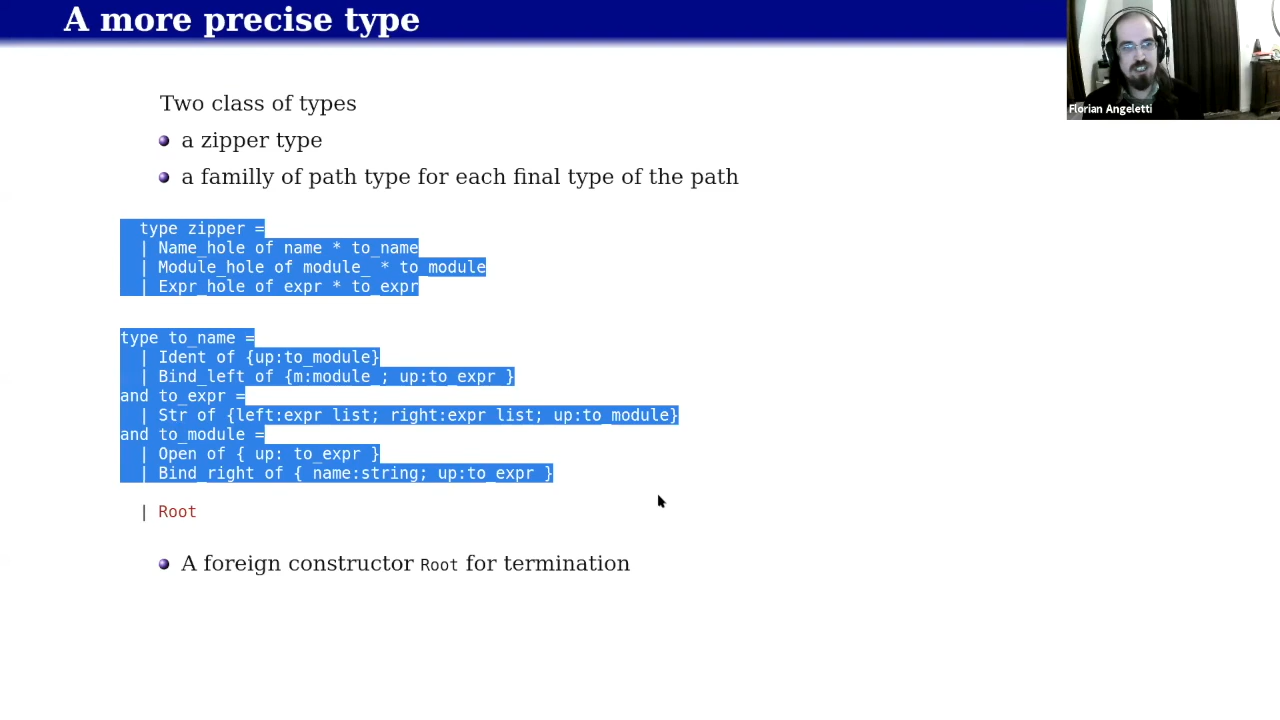 A more precise type
Florian Angeletti
Two class of types
a zipper type
a familly of path type for each final type of the path
type zipper =
| Name_hole of name * to_name
| Module_hole of module_ * to_module
| Expr_hole of expr * to_expr
type to_name =
| Ident of {up:to_module}
| Bind_left of {m:module_; up:to_expr }
and to_expr =
| Str of {left:expr list; right:expr list; up:to_module}
and to_module =
| Open of { up: to_expr }
| Bind_right of { name:string; up:to_expr }
| Root
A foreign constructor Root for termination